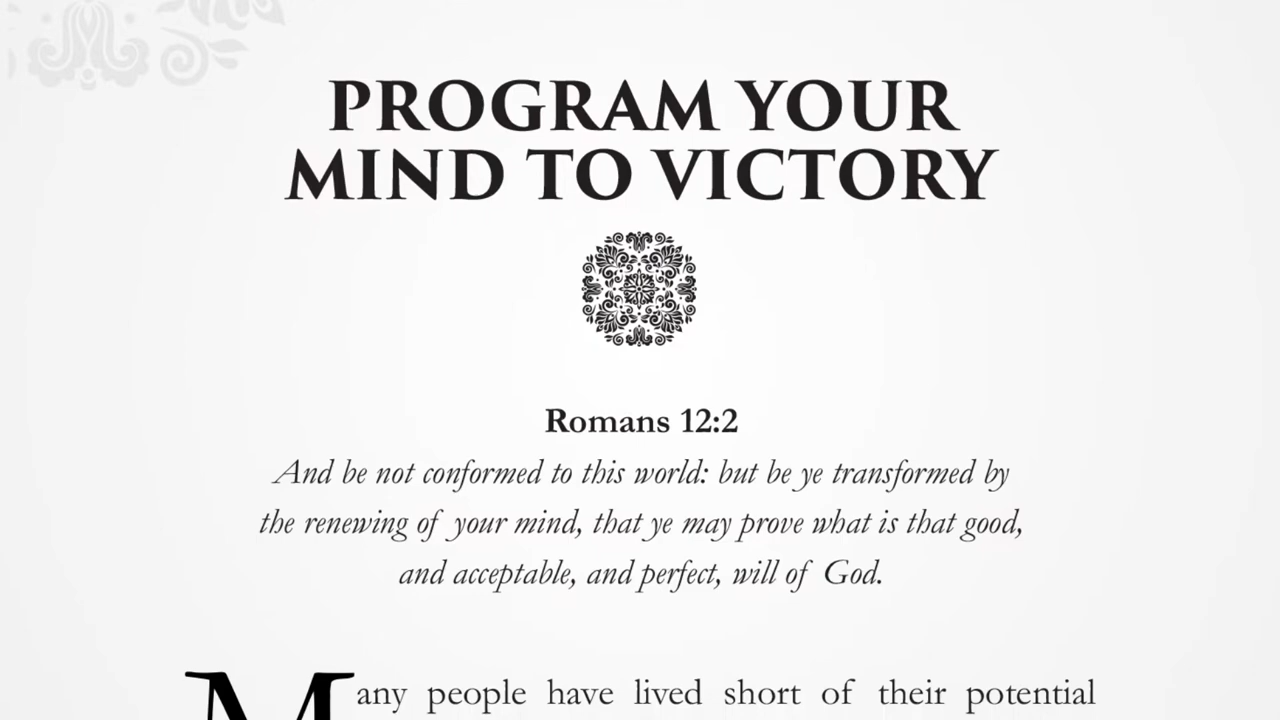 PROGRAM YOUR
MIND TO VICTORY
Romans 12:2
And be not conformed to this world: but be ye transformed by
the renewing of your mind, that ye may prove what is that good,
and acceptable, and perfect, will of God.
Many people have lived short of their potential